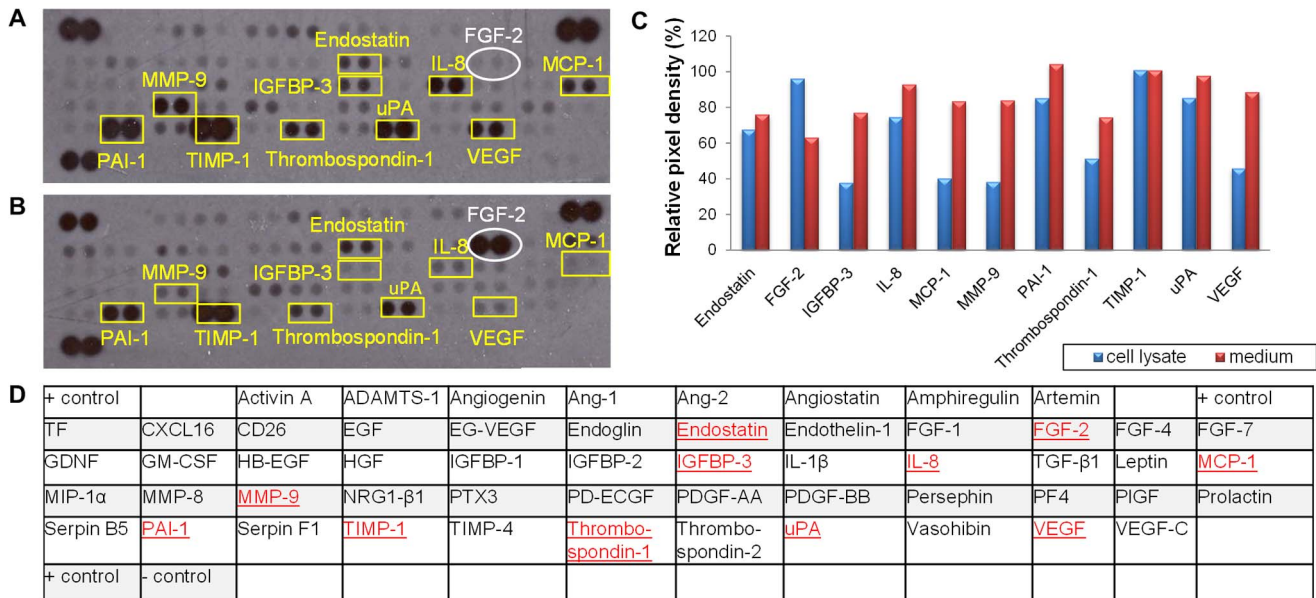 A
Endostatin
FGF-2
MMP-9
IGFBP-3
IL-8
MCP-1
uPA
PAI-1
TIMP-1
Thrombospondin-1
VEGF
B
Endostatin
FGF-2
MMP-9
IGFBP-3
IL-8
MCP-1
uPA
PAI-1
TIMP-1
Thrombospondin-1
VEGF
C
Relative pixel density (%)
120
100
80
60
40
20
0
Endostatin
FGF-2
IGFBP-3
IL-8
MCP-1
MMP-9
PAI-1
Thrombospondin-1
TIMP-1
uPA
VEGF
cell lysate medium
D
+ control Activin A ADAMTS-1 Angiogenin Ang-1 Ang-2 Angiostatin Amphiregulin Artemin + control
TF CXCL16 CD26 EGF EG-VEGF Endoglin Endostatin Endothelin-1 FGF-1 FGF-2 FGF-4 FGF-7
GDNF GM-CSF HB-EGF HGF IGFBP-1 IGFBP-2 IGFBP-3 IL-1β IL-8 TGF-β1 Leptin MCP-1
MIP-1α MMP-8 MMP-9 NRG1-β1 PTX3 PD-ECGF PDGF-AA PDGF-BB Persephin PF4 PIGF Prolactin
Serpin B5 PAI-1 Serpin F1 TIMP-1 TIMP-4 Thrombo- Thrombo- uPA Vasohibin VEGF VEGF-C
spondin-1 spondin-2
+ control - control